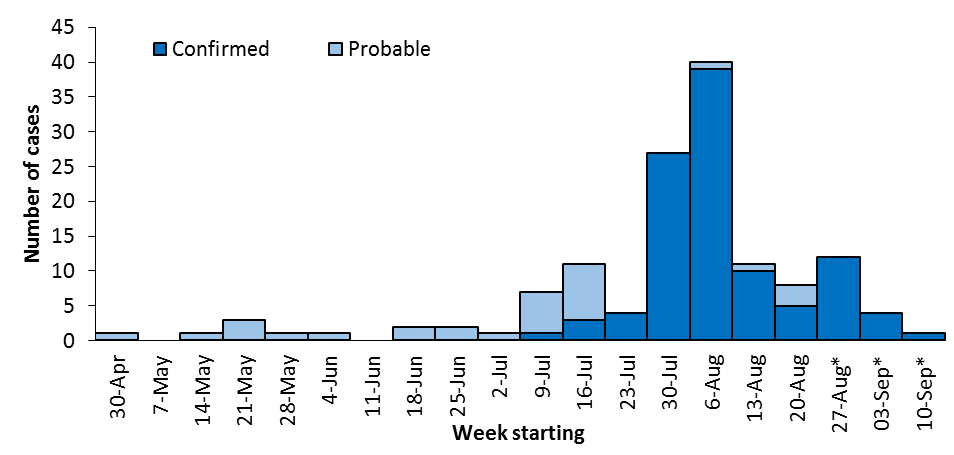 45
40
35
30
25
20
15
10
5
0
Number of cases
Confirmed
Probable
30-Apr
7-May
14-May
21-May
28-May
4-Jun
11-Jun
18-Jun
25-Jun
2-Jul
9-Jul
16-Jul
23-Jul
30-Jul
6-Aug
13-Aug
20-Aug
27-Aug*
03-Sep*
10-Sep*
Week starting